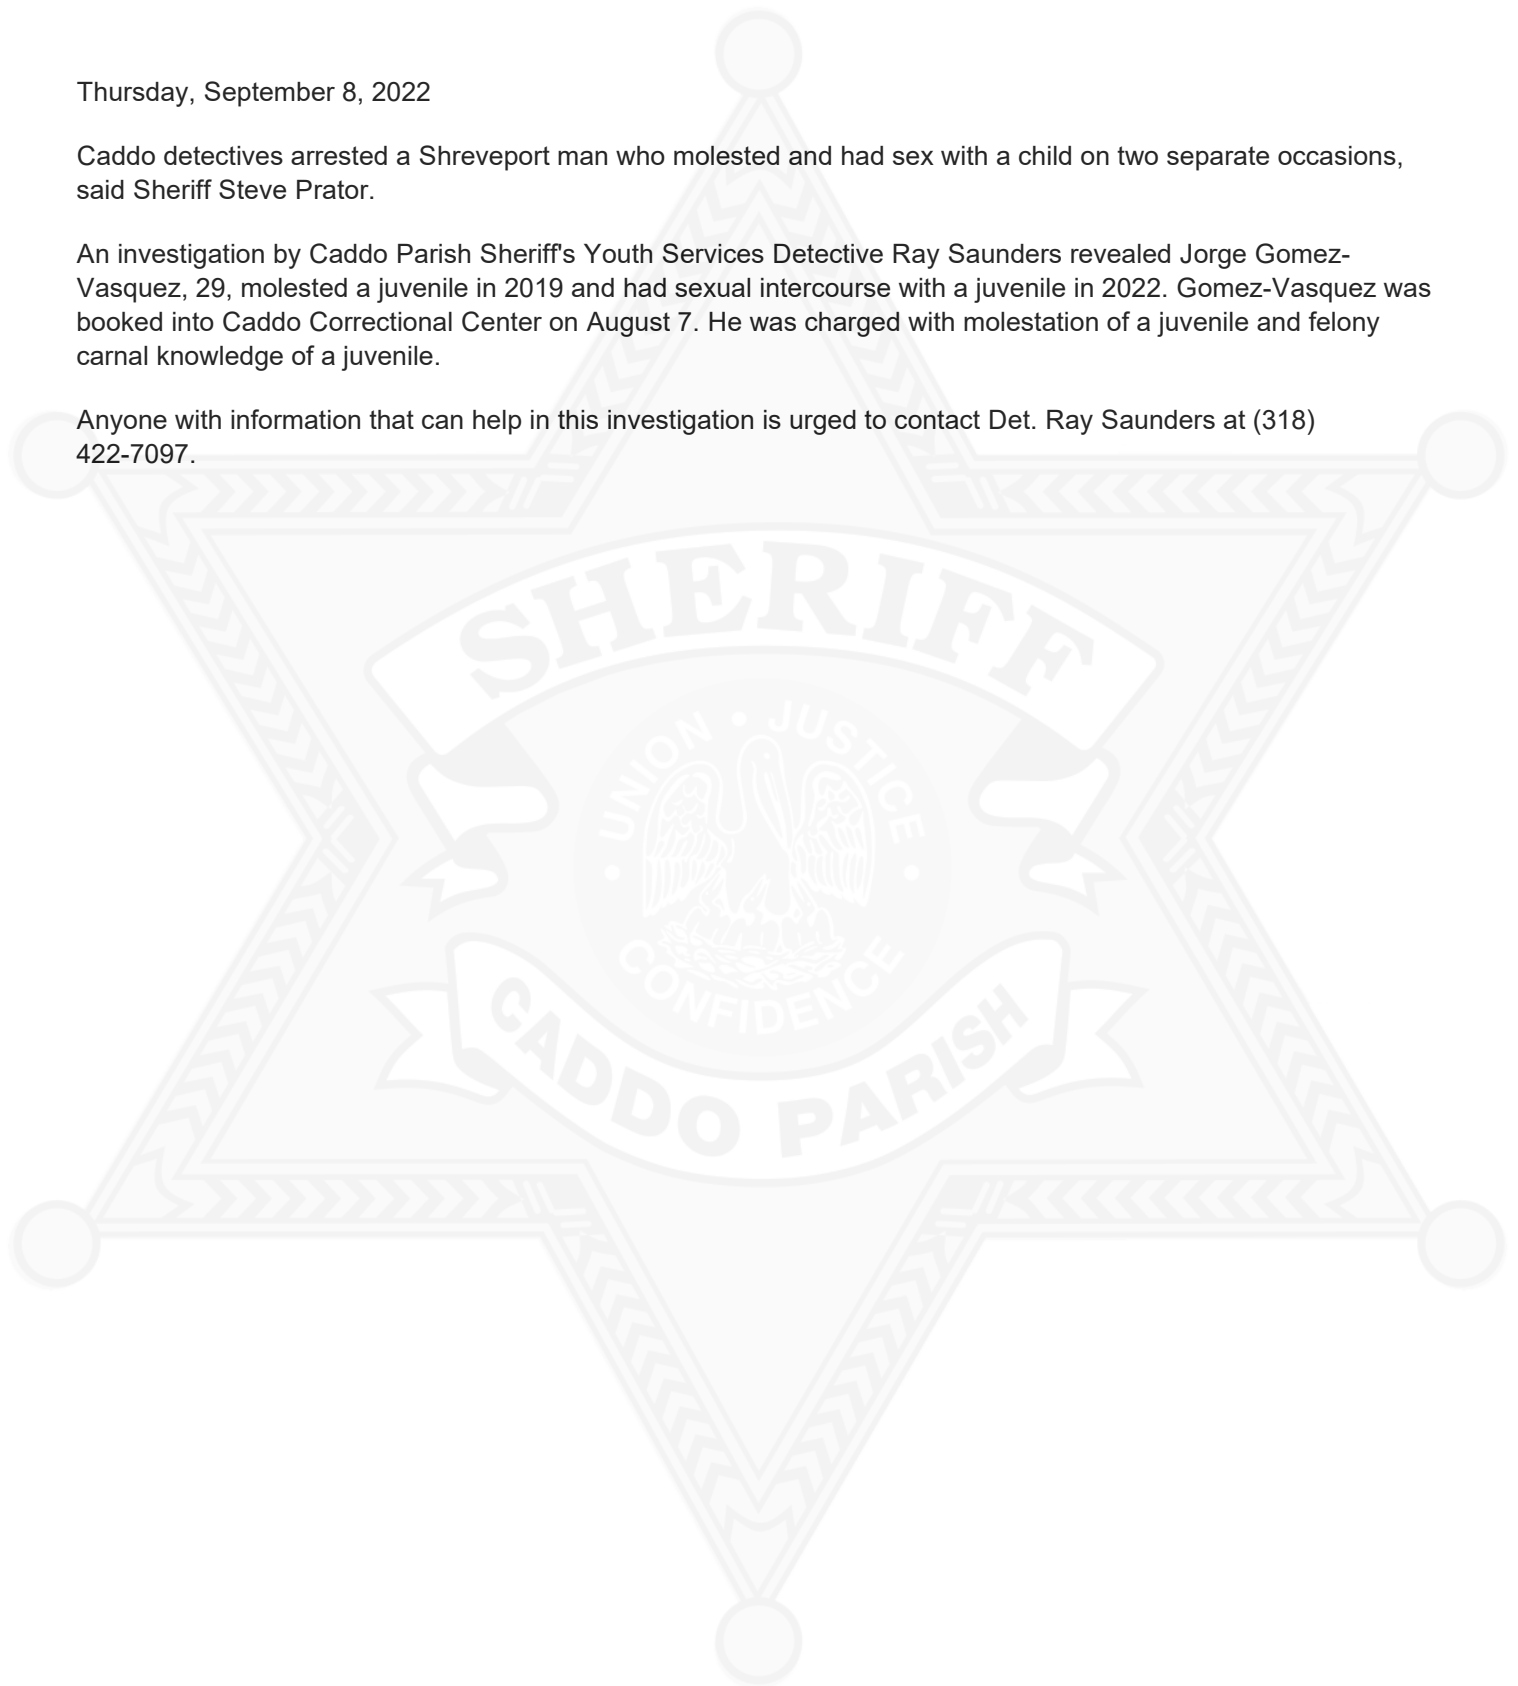 Thursday, September 8, 2022
Caddo detectives arrested a Shreveport man who molested and had sex with a child on two separate occasions,
said Sheriff Steve Prator.
An investigation by Caddo Parish Sheriff's Youth Services Detective Ray Saunders revealed Jorge Gomez-
Vasquez, 29, molested a juvenile in 2019 and had sexual intercourse with a juvenile in 2022. Gomez-Vasquez was
booked into Caddo Correctional Center on August 7. He was charged with molestation of a juvenile and felony
carnal knowledge of a juvenile.
Anyone with information that can help in this investigation is urged to contact Det. Ray Saunders at (318)
422-7097.
SHERIFF
UNION • JUSTICE
• CONFIDENCE •
CADDO PARISH